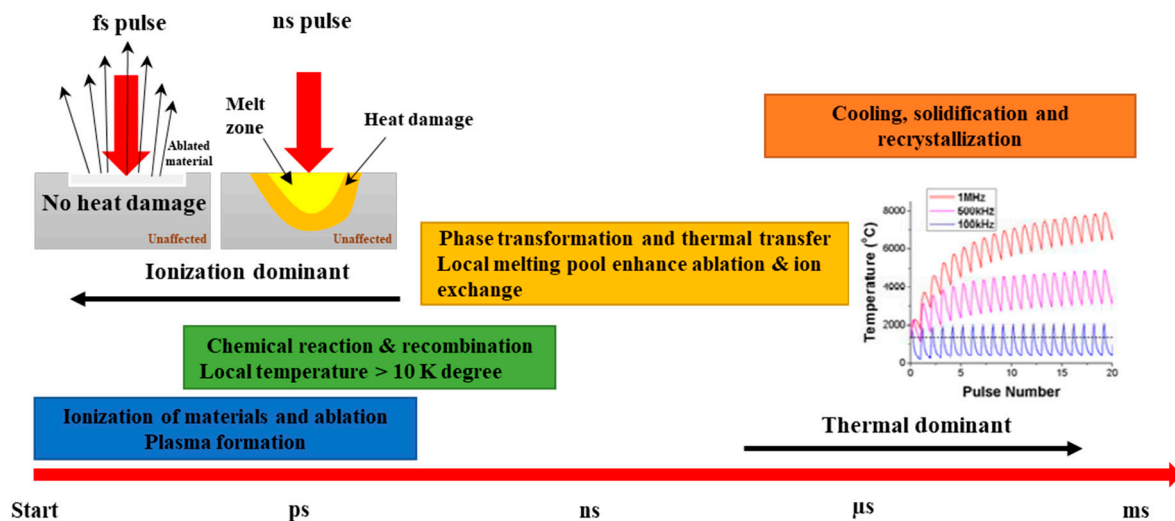 fs pulse
ns pulse
Ablated
material
No heat damage
Unaffected
Melt
zone
Heat damage
Unaffected
Ionization dominant
Cooling, solidification and
recrystallization
Phase transformation and thermal transfer
Local melting pool enhance ablation & ion
exchange
1MHz
500kHz
100kHz
Temperature (°C)
8000
6000
4000
2000
0
0
5
10
15
20
Pulse Number
Chemical reaction & recombination
Local temperature > 10 K degree
Ionization of materials and ablation
Plasma formation
Thermal dominant
Start
ps
ns
μs
ms